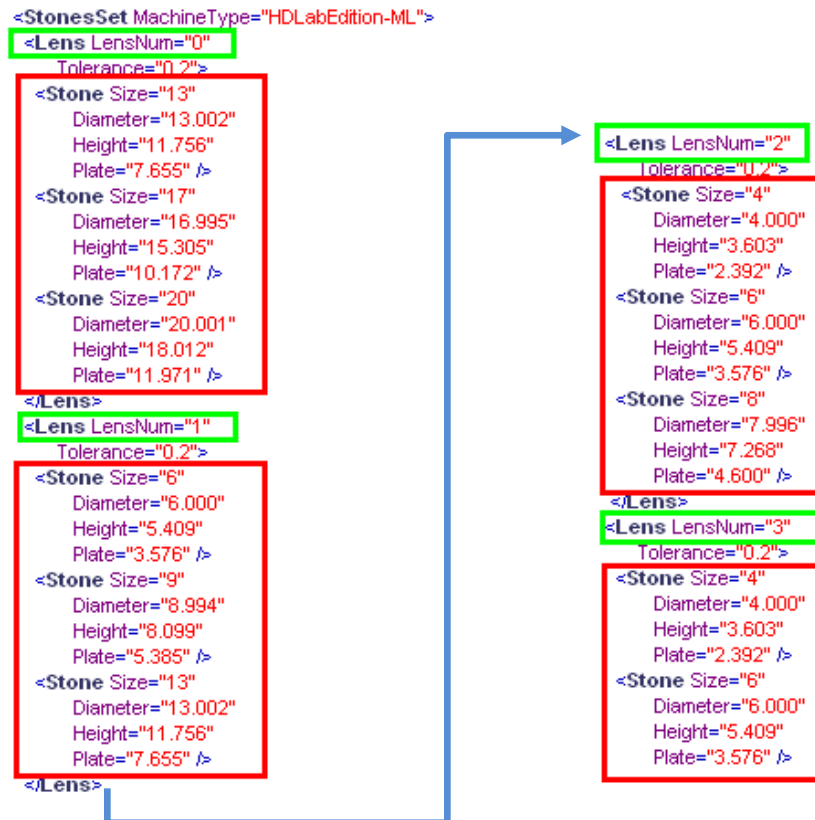 <StonesSet MachineType="HDLabEdition-ML">
<Lens LensNum="0"
Tolerance="0.2">
<Stone Size="13"
Diameter="13.002"
Height="11.756"
Plate="7.655" />
<Stone Size="17"
Diameter="16.995"
Height="15.305"
Plate="10.172" />
<Stone Size="20"
Diameter="20.001"
Height="18.012"
Plate="11.971" />
</Lens>
<Lens LensNum="1"
Tolerance="0.2">
<Stone Size="6"
Diameter="6.000"
Height="5.409"
Plate="3.576" />
<Stone Size="9"
Diameter="8.994"
Height="8.099"
Plate="5.385" />
<Stone Size="13"
Diameter="13.002"
Height="11.756"
Plate="7.655" />
</Lens>
<Lens LensNum="2"
Tolerance="0.2">
<Stone Size="4"
Diameter="4.000"
Height="3.603"
Plate="2.392" />
<Stone Size="6"
Diameter="6.000"
Height="5.409"
Plate="3.576" />
<Stone Size="8"
Diameter="7.996"
Height="7.268"
Plate="4.600" />
</Lens>
<Lens LensNum="3"
Tolerance="0.2">
<Stone Size="4"
Diameter="4.000"
Height="3.603"
Plate="2.392" />
<Stone Size="6"
Diameter="6.000"
Height="5.409"
Plate="3.576" />